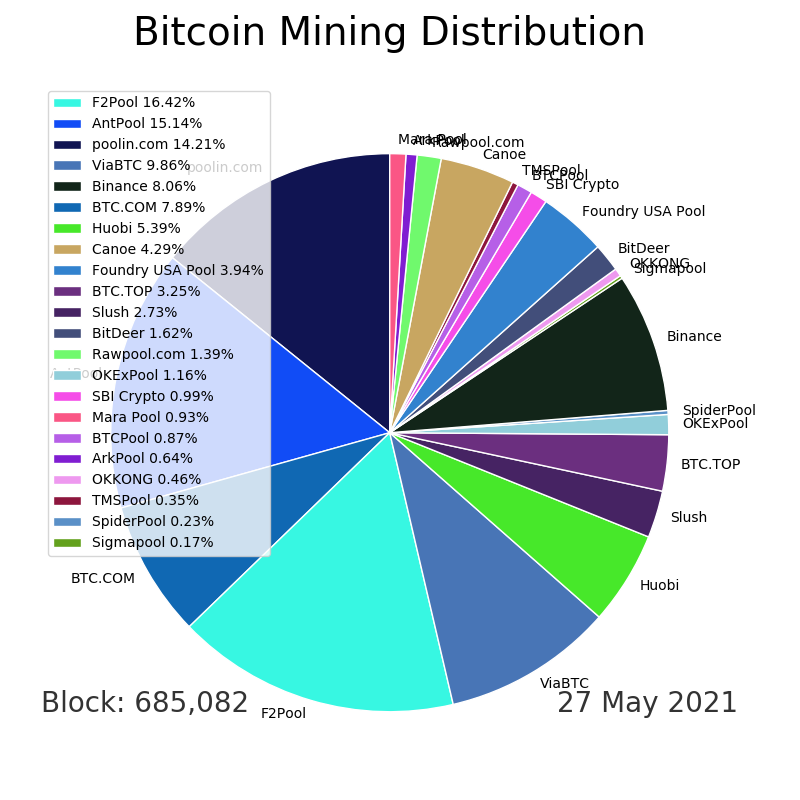 Bitcoin Mining Distribution
F2Pool 16.42%
AntPool 15.14%
poolin.com 14.21%
ViaBTC 9.86%
Binance 8.06%
BTC.COM 7.89%
Huobi 5.39%
Canoe 4.29%
Foundry USA Pool 3.94%
BTC.TOP 3.25%
Slush 2.73%
BitDeer 1.62%
Rawpool.com 1.39%
OKExPool 1.16%
SBI Crypto 0.99%
Mara Pool 0.93%
BTCPool 0.87%
ArkPool 0.64%
OKKONG 0.46%
TMSPool 0.35%
SpiderPool 0.23%
Sigmapool 0.17%
poolin.com
Mara Pool
ArkPool
Rawpool.com
Canoe
TMSPool
BTCPool
SBI Crypto
Foundry USA Pool
BitDeer
OKKONG
Sigmapool
Binance
SpiderPool
OKExPool
BTC.TOP
Slush
Huobi
ViaBTC
F2Pool
BTC.COM
Block: 685,082
27 May 2021